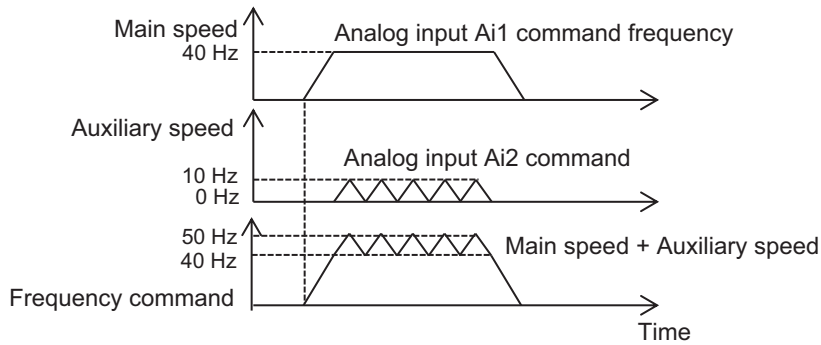 Main speed
Analog input Ai1 command frequency
40 Hz
Auxiliary speed
Analog input Ai2 command
10 Hz
0 Hz
50 Hz
Main speed + Auxiliary speed
40 Hz
Frequency command
Time